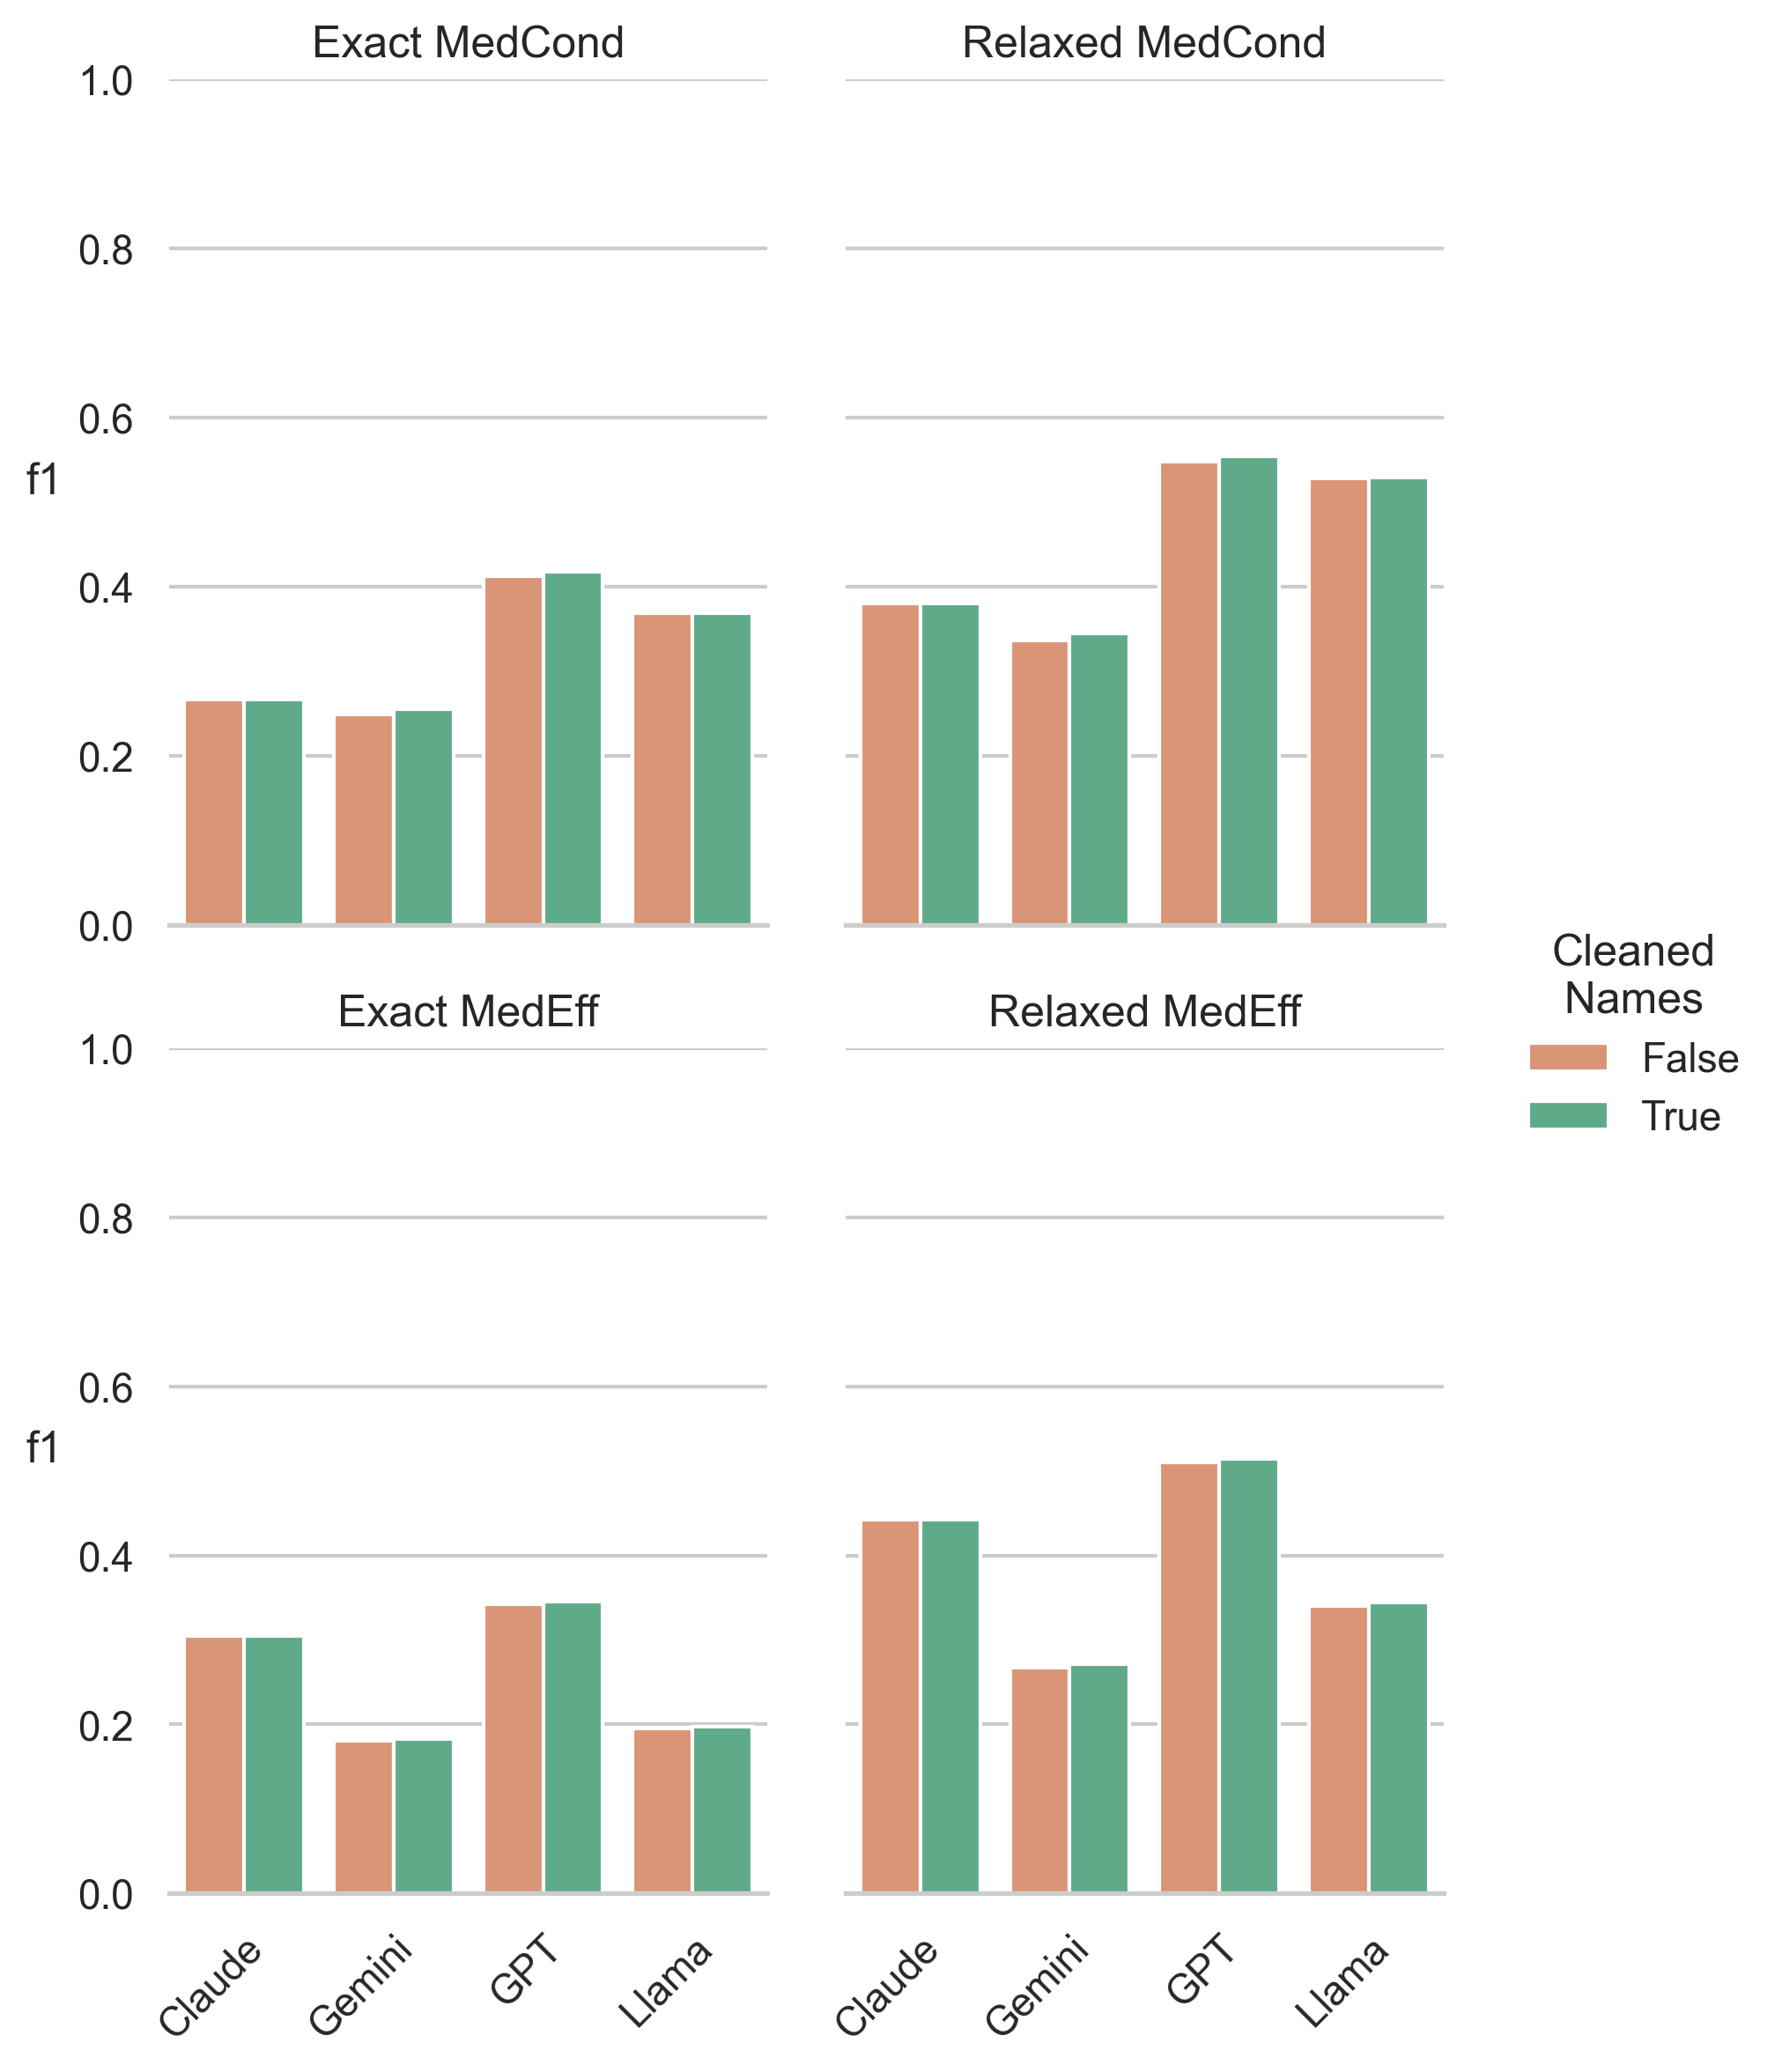 Exact MedCond
Relaxed MedCond
1.0
0.8
0.6
f1
0.4
0.2
0.0
Exact MedEff
Relaxed MedEff
1.0
0.8
0.6
f1
0.4
0.2
0.0
Claude
Gemini
GPT
Llama
Claude
Gemini
GPT
Llama
Cleaned
Names
False
True